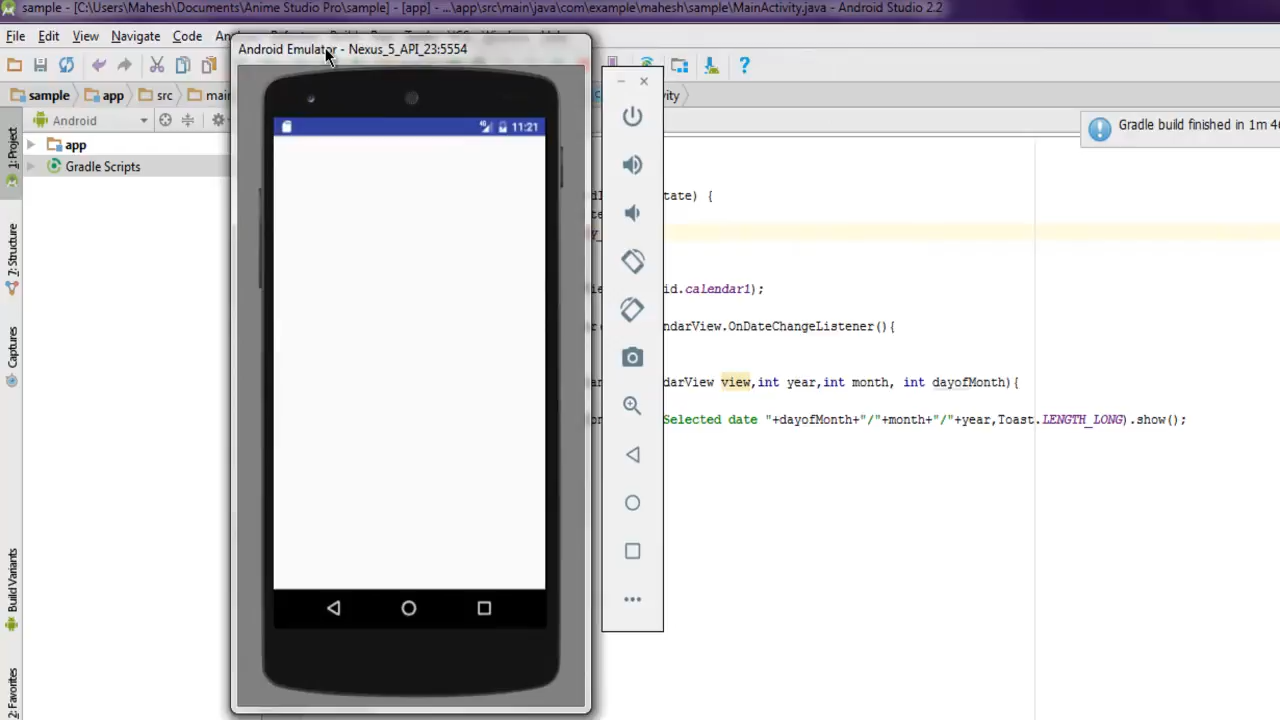 sample - [C:\Users\Mahesh\Documents\Anime Studio Pro\sample] - [app] - ...\app\src\main\java\com\example\mahesh\sample\MainActivity.java - Android Studio 2.2
File Edit View Navigate Code
Android Emulator - Nexus_5_API_23:5554
sample app src main
Android
app
Gradle Scripts
1: Project
7: Structure
Captures
Build Variants
2: Favorites
11:21
Gradle build finished in 1m 4
tate) {
id.calendar1);
ndarView.OnDateChangeListener(){
darView view,int year,int month, int dayofMonth){
Selected date "+dayofMonth+"/"+month+"/"+year,Toast.LENGTH_LONG).show();